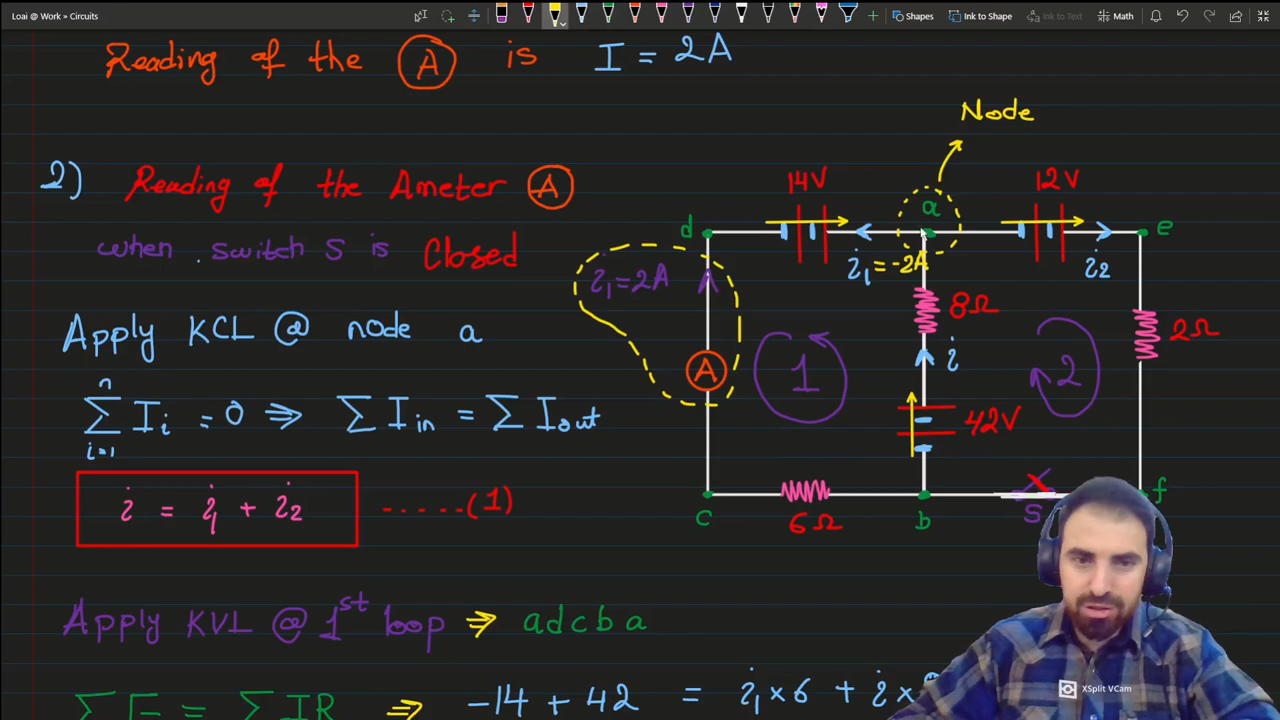 Loai @ Work » Circuits
Shapes
Ink to Shape
Ink to Text
Math
Reading of the A is I = 2A
Node
2) Reading of the Ameter A
when switch S is Closed
Apply KCL @ node a
n
∑ Iᵢ = 0 ⇒ ∑ I in = ∑ I out
i=1
i = i₁ + i₂ ......(1)
Apply KVL @ 1st loop ⇒ adcba
∑ E = ∑ IR ⇒ -14 + 42 = i₁ x 6 + i x
14V
12V
a
d
e
i₁ = -2A
i₂
i₁ = 2A
8Ω
2Ω
A
1
i
2
42V
c
6Ω
b
S
f
XSplit VCam